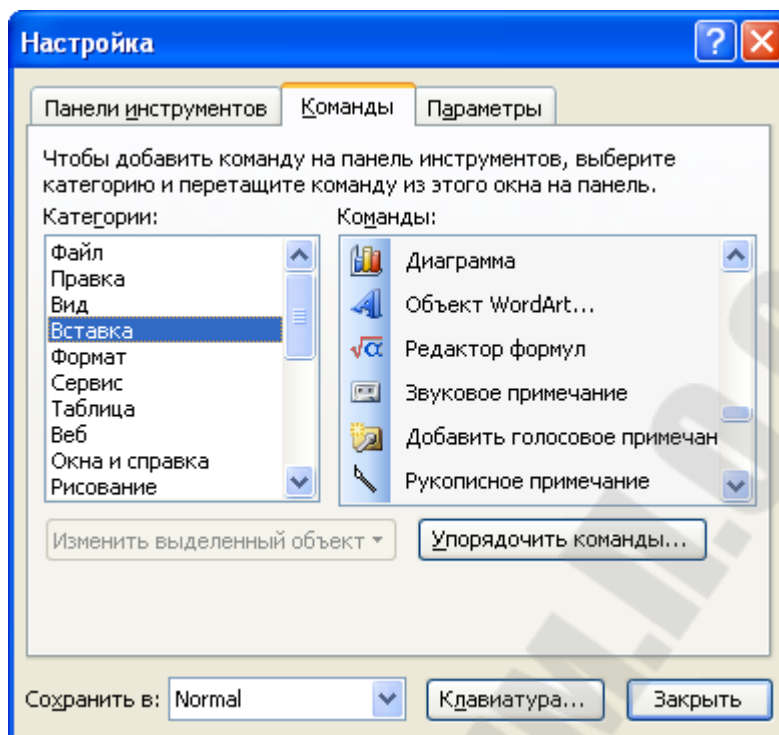 Настройка
Панели инструментов
Команды
Параметры
Чтобы добавить команду на панель инструментов, выберите
категорию и перетащите команду из этого окна на панель.
Категории:
Файл
Правка
Вид
Вставка
Формат
Сервис
Таблица
Веб
Окна и справка
Рисование
Команды:
Диаграмма
Объект WordArt...
Редактор формул
Звуковое примечание
Добавить голосовое примечан
Рукописное примечание
Изменить выделенный объект
Упорядочить команды...
Сохранить в: Normal
Клавиатура...
Закрыть